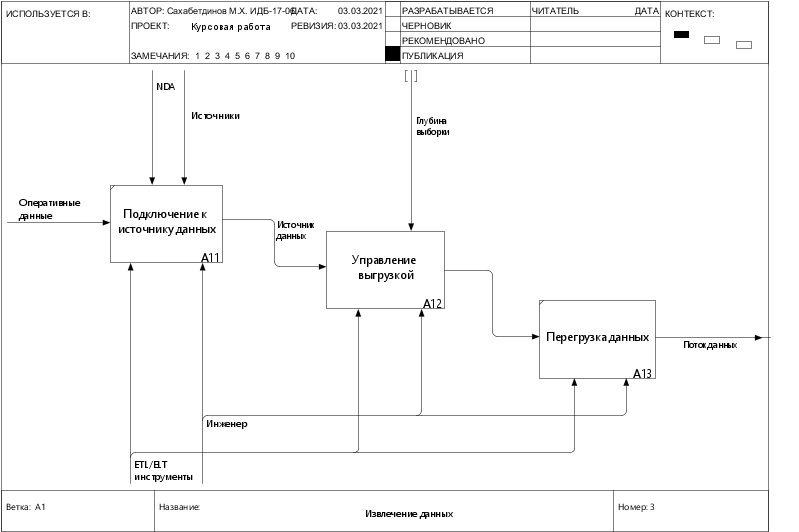 ИСПОЛЬЗУЕТСЯ В:
АВТОР: Сахабетдинов М.Х. ИДБ-17-06
ДАТА: 03.03.2021
ПРОЕКТ: Курсовая работа
РЕВИЗИЯ: 03.03.2021
ЗАМЕЧАНИЯ: 1 2 3 4 5 6 7 8 9 10
РАЗРАБАТЫВАЕТСЯ
ЧЕРНОВИК
РЕКОМЕНДОВАНО
ПУБЛИКАЦИЯ
ЧИТАТЕЛЬ
ДАТА
КОНТЕКСТ:
NDA
Источники
Глубина
выборки
Оперативные
данные
Подключение к
источнику данных
A11
Источник
данных
Управление
выгрузкой
A12
Перегрузка данных
A13
Поток данных
Инженер
ETL/ELT
инструменты
Ветка: A1
Название:
Извлечение данных
Номер: 3